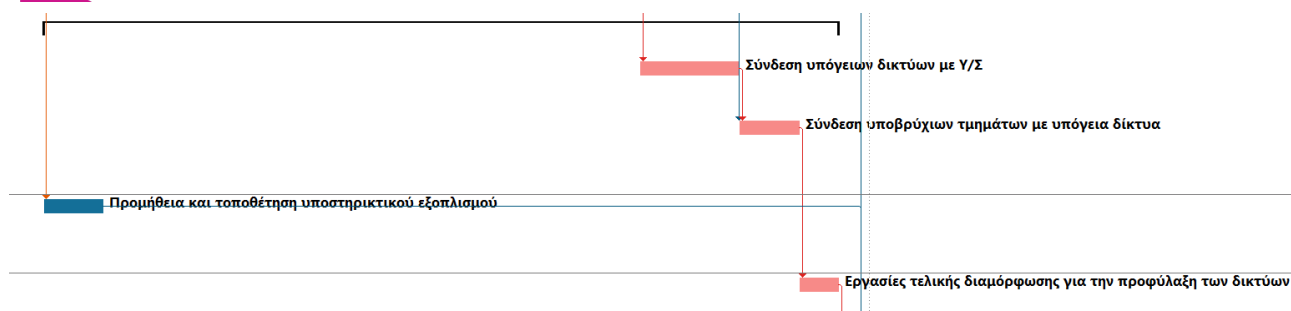 Σύνδεση υπόγειων δικτύων με Υ/Σ
Σύνδεση υποβρύχιων τμημάτων με υπόγεια δίκτυα
Προμήθεια και τοποθέτηση υποστηρικτικού εξοπλισμού
Εργασίες τελικής διαμόρφωσης για την προφύλαξη των δικτύων